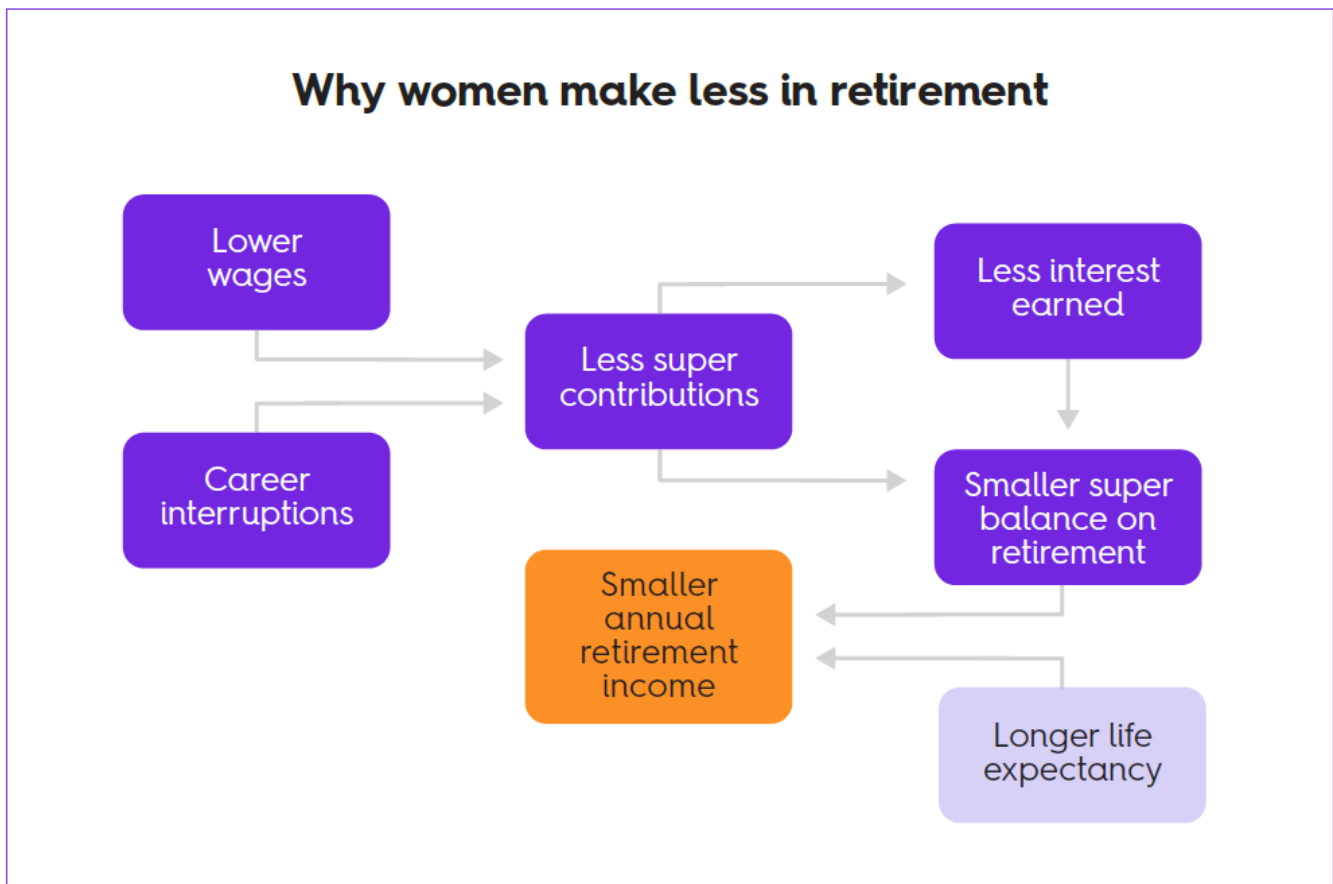 Why women make less in retirement
Lower
wages
Career
interruptions
Less super
contributions
Less interest
earned
Smaller super
balance on
retirement
Smaller
annual
retirement
income
Longer life
expectancy